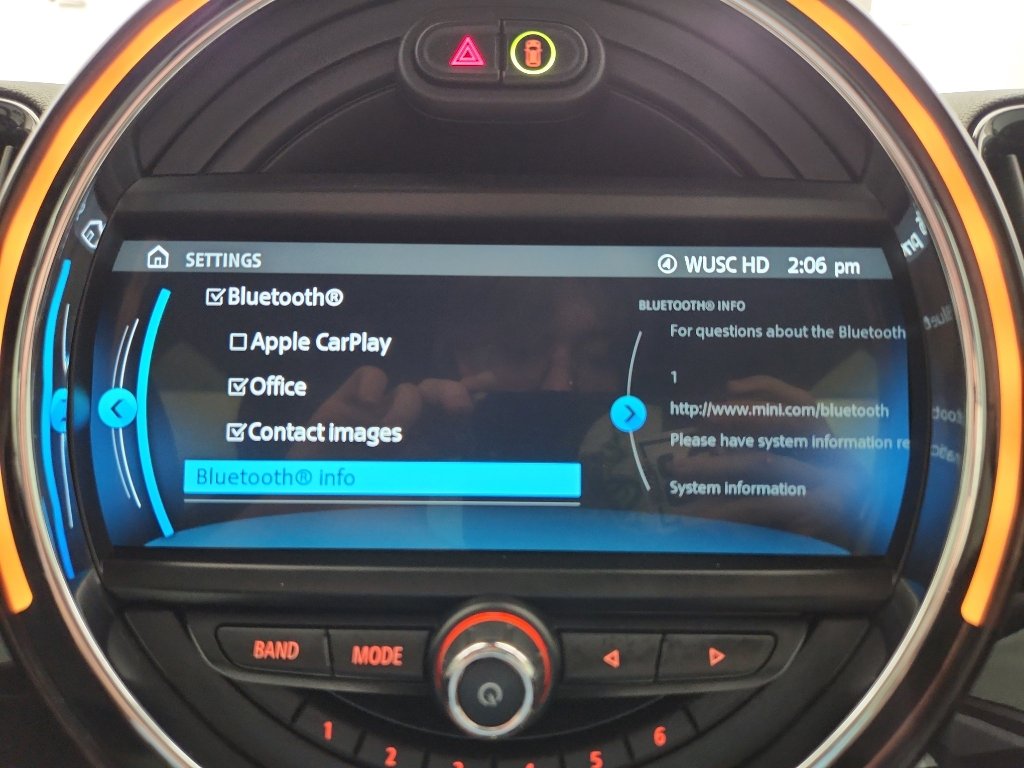 SETTINGS
4 WUSC HD 2:06 pm
Bluetooth®
Apple CarPlay
Office
Contact images
Bluetooth® info
BLUETOOTH® INFO
For questions about the Bluetooth
1
http://www.mini.com/bluetooth
Please have system information re
System information
BAND
MODE
1
2
3
4
5
6